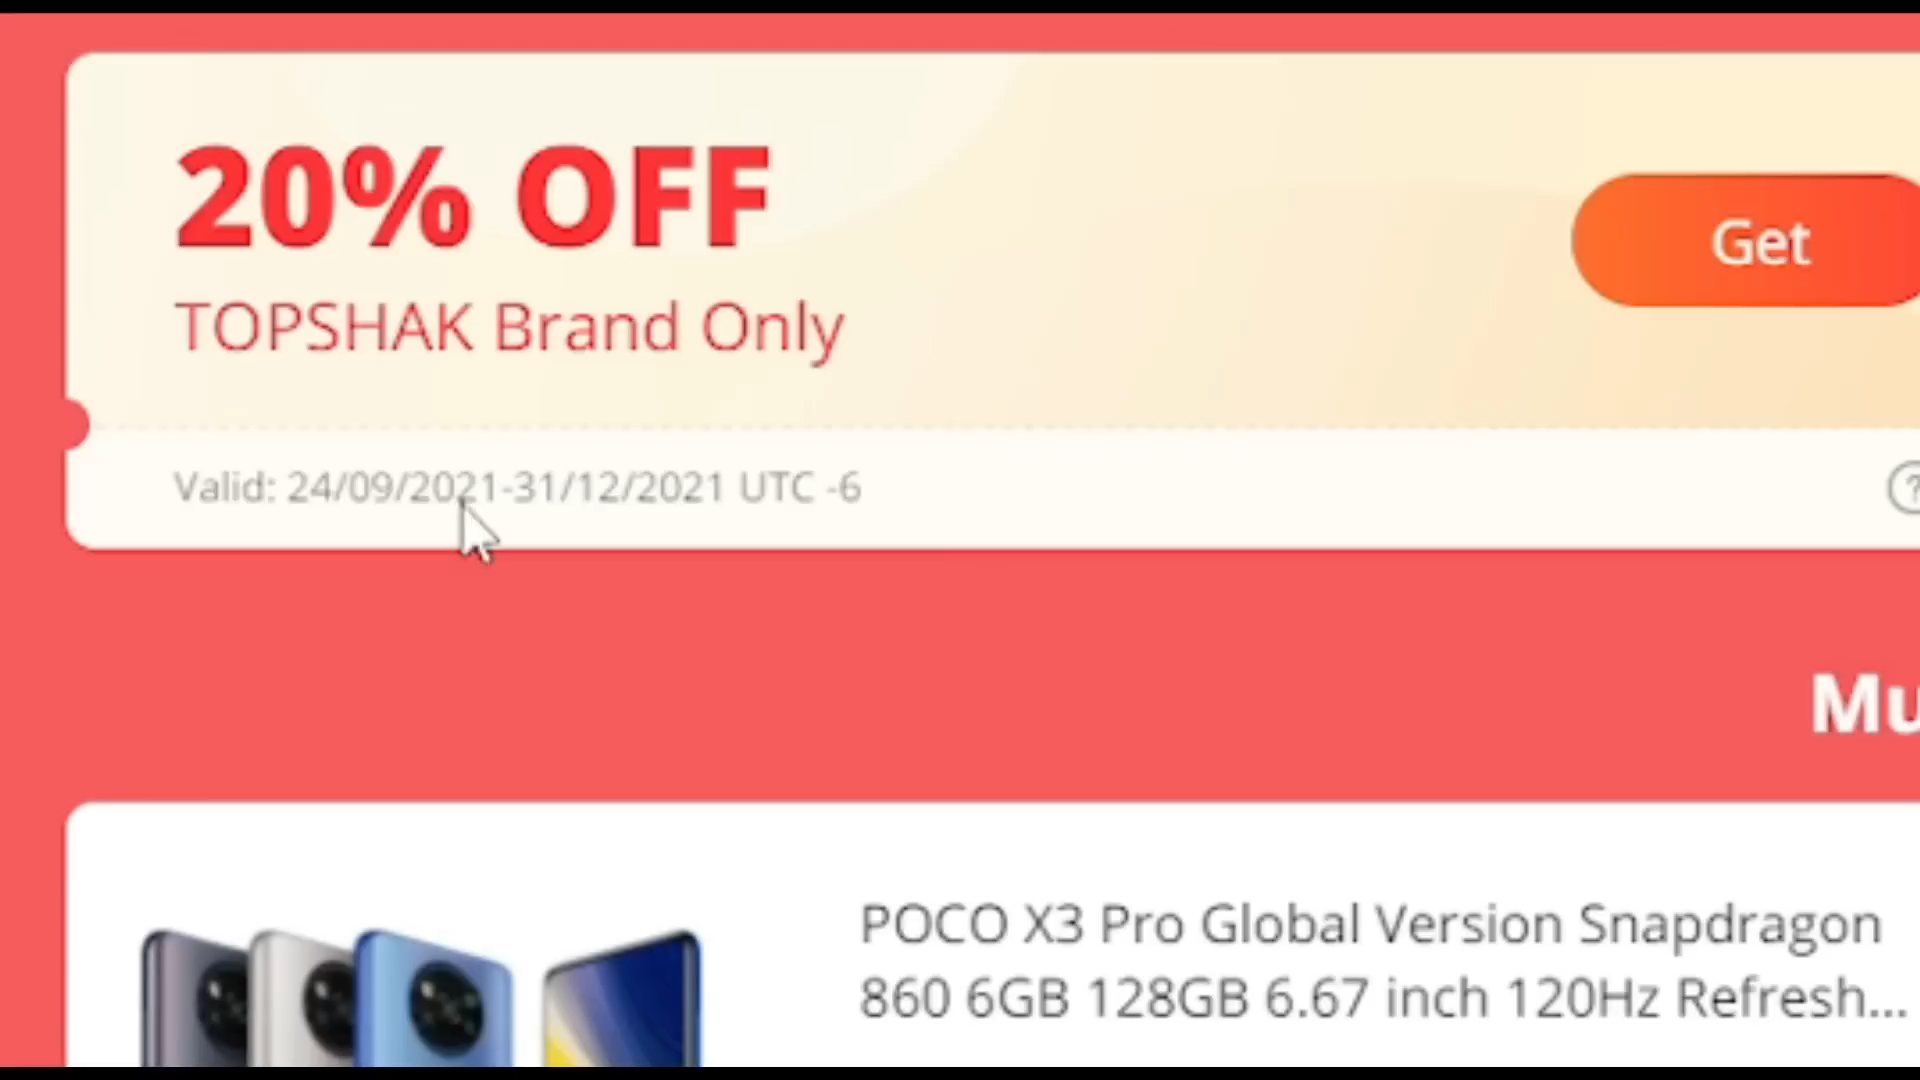 20% OFF
TOPSHAK Brand Only
Get
Valid: 24/09/2021-31/12/2021 UTC -6
POCO X3 Pro Global Version Snapdragon
860 6GB 128GB 6.67 inch 120Hz Refresh...